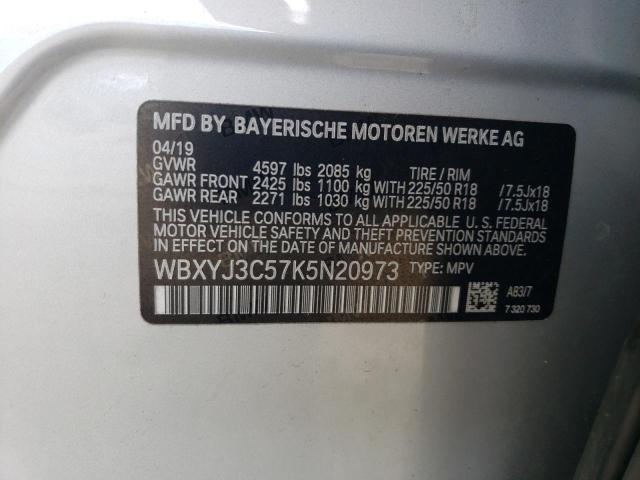 MFD BY BAYERISCHE MOTOREN WERKE AG
04/19
GVWR 4597 lbs 2085 kg TIRE / RIM
GAWR FRONT 2425 lbs 1100 kg WITH 225/50 R18 /7.5Jx18
GAWR REAR 2271 lbs 1030 kg WITH 225/50 R18 /7.5Jx18
THIS VEHICLE CONFORMS TO ALL APPLICABLE U. S. FEDERAL
MOTOR VEHICLE SAFETY AND THEFT PREVENTION STANDARDS
IN EFFECT ON THE DATE OF MANUFACTURE SHOWN ABOVE.
WBXYJ3C57K5N20973 TYPE: MPV
A83/7
7 320 730